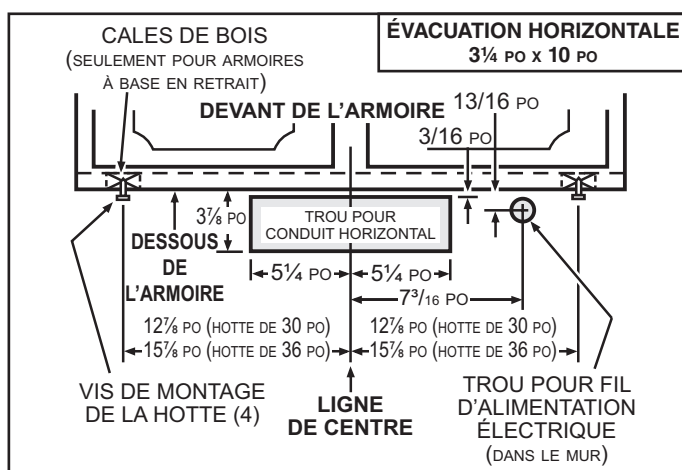 ÉVACUATION HORIZONTALE
3¼ PO X 10 PO
CALES DE BOIS
(SEULEMENT POUR ARMOIRES
À BASE EN RETRAIT)
DEVANT DE L'ARMOIRE
13/16 PO
3/16 PO
3⅞ PO
TROU POUR
CONDUIT HORIZONTAL
DESSOUS
DE
L'ARMOIRE
5¼ PO
5¼ PO
7³/₁₆ PO
12⅞ PO (HOTTE DE 30 PO)
15⅞ PO (HOTTE DE 36 PO)
12⅞ PO (HOTTE DE 30 PO)
15⅞ PO (HOTTE DE 36 PO)
VIS DE MONTAGE
DE LA HOTTE (4)
LIGNE
DE CENTRE
TROU POUR FIL
D'ALIMENTATION
ÉLECTRIQUE
(DANS LE MUR)